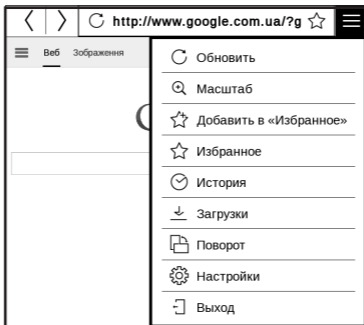 http://www.google.com.ua/?g
Веб Зображення
Обновить
Масштаб
Добавить в «Избранное»
Избранное
История
Загрузки
Поворот
Настройки
Выход